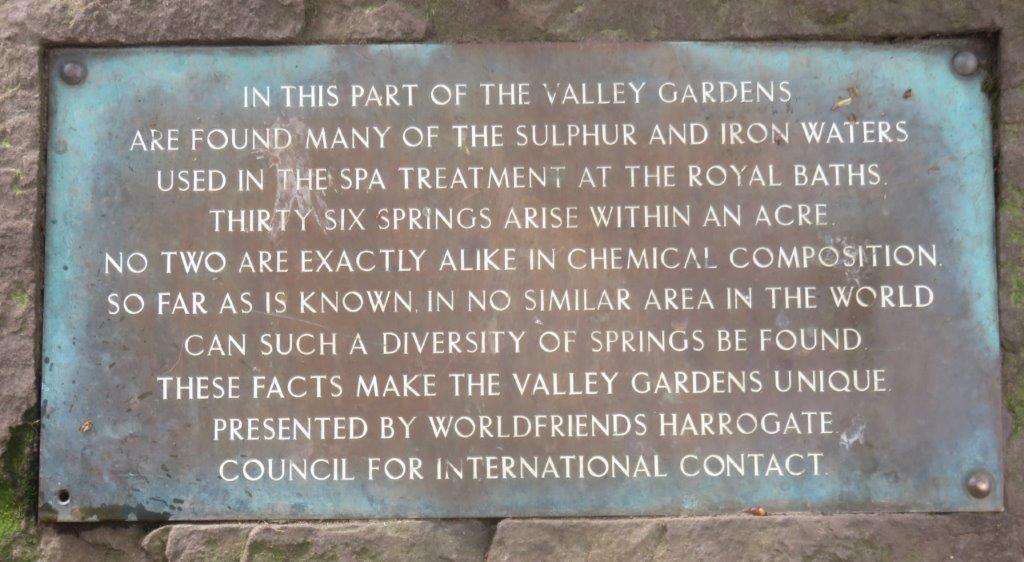 IN THIS PART OF THE VALLEY GARDENS
ARE FOUND MANY OF THE SULPHUR AND IRON WATERS
USED IN THE SPA TREATMENT AT THE ROYAL BATHS.
THIRTY SIX SPRINGS ARISE WITHIN AN ACRE.
NO TWO ARE EXACTLY ALIKE IN CHEMICAL COMPOSITION.
SO FAR AS IS KNOWN, IN NO SIMILAR AREA IN THE WORLD
CAN SUCH A DIVERSITY OF SPRINGS BE FOUND.
THESE FACTS MAKE THE VALLEY GARDENS UNIQUE.
PRESENTED BY WORLDFRIENDS HARROGATE.
COUNCIL FOR INTERNATIONAL CONTACT.